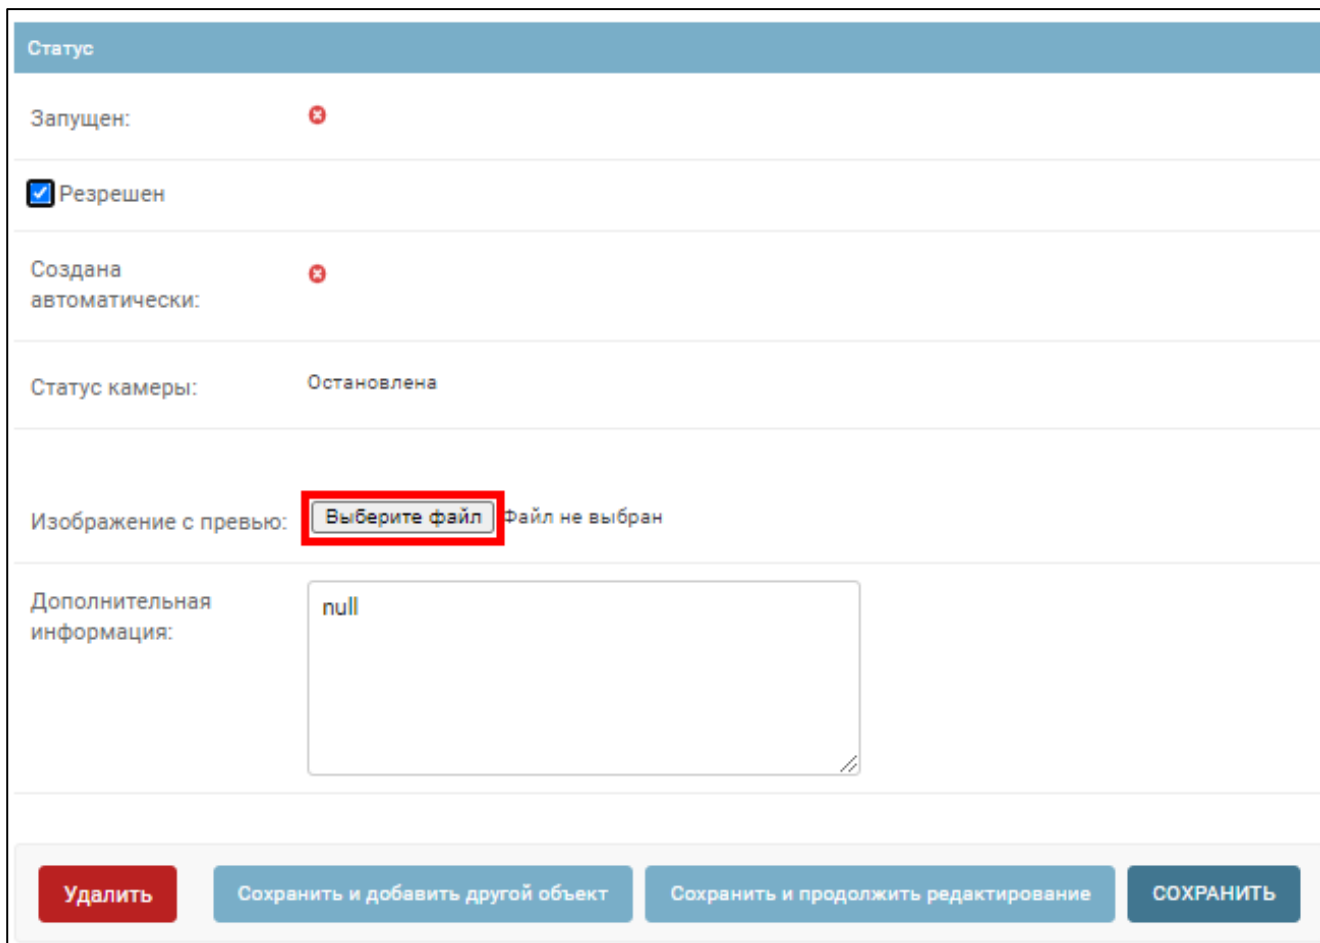 Статус
Запущен:
Резрешен
Создана
автоматически:
Статус камеры: Остановлена
Изображение с превью: Выберите файл Файл не выбран
Дополнительная
информация:
null
Удалить Сохранить и добавить другой объект Сохранить и продолжить редактирование СОХРАНИТЬ